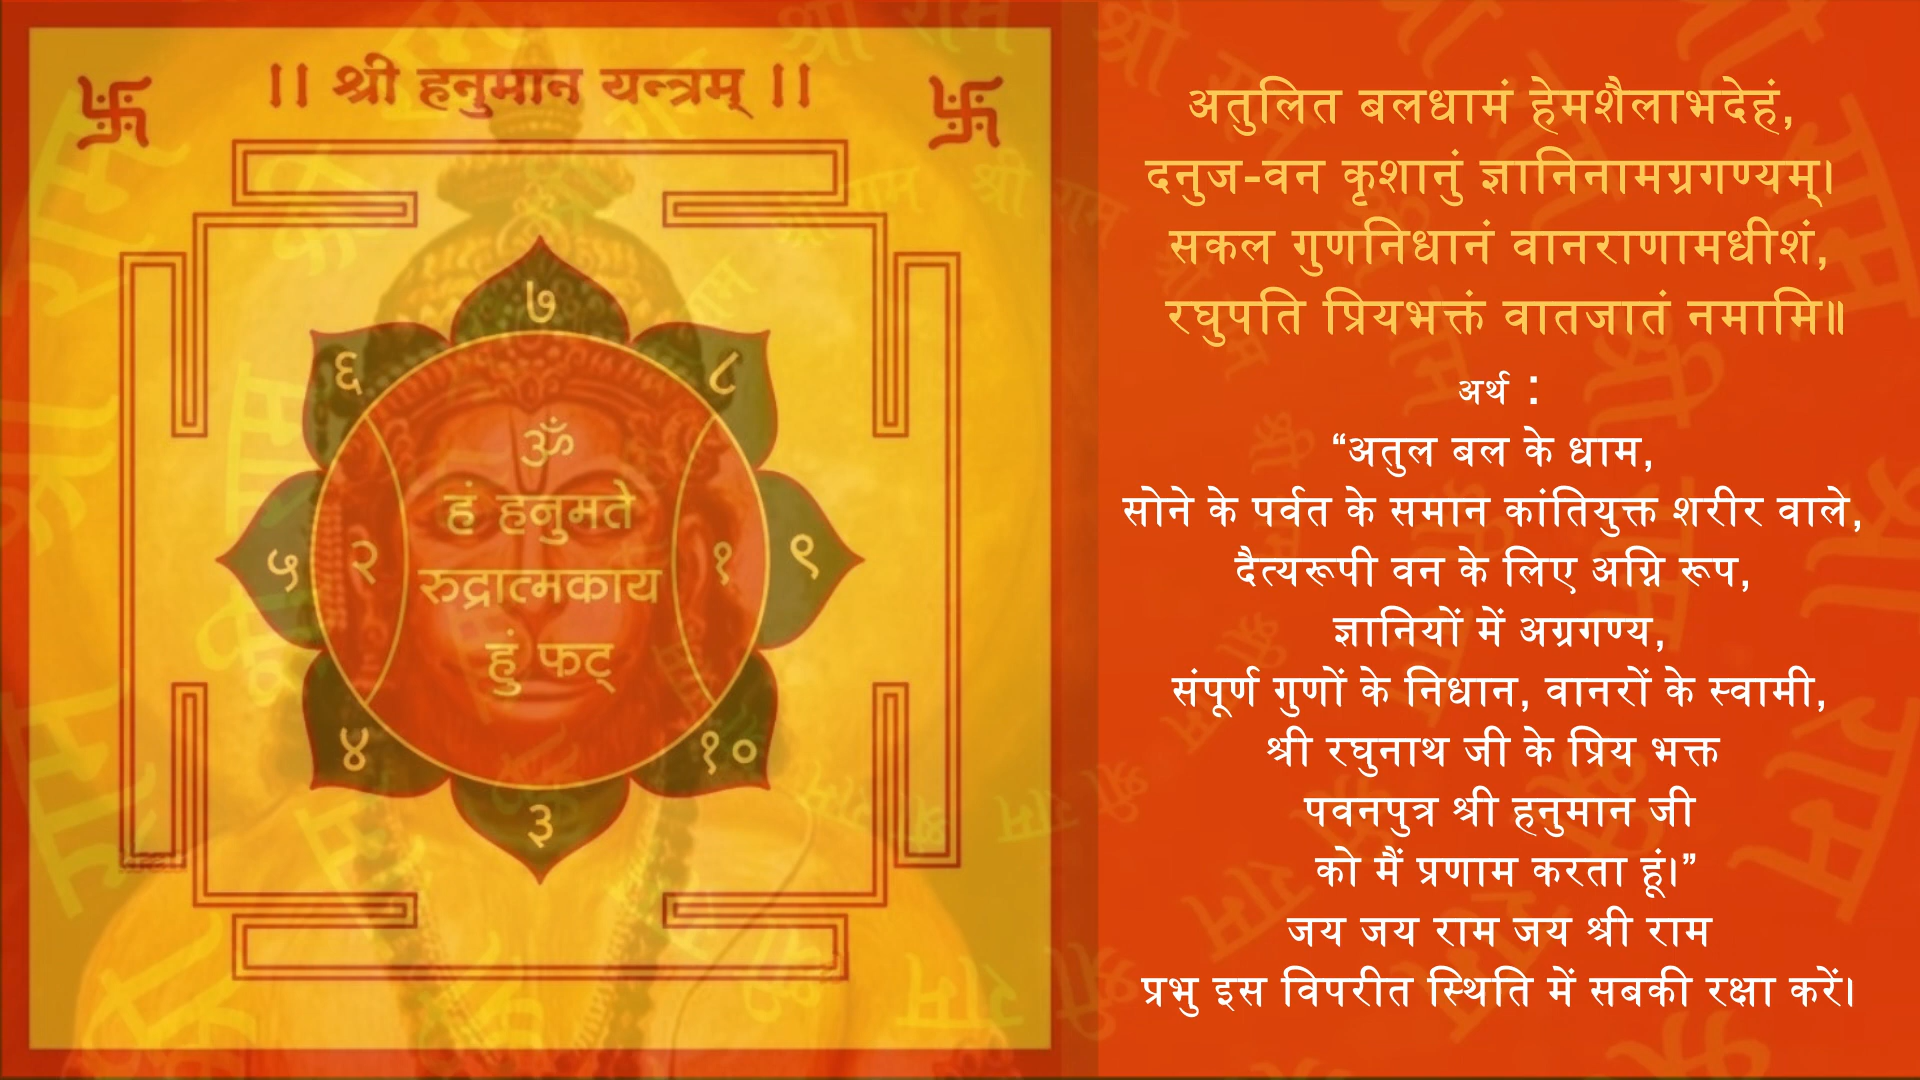 ।। श्री हनुमान यन्त्रम् ।।
७
६
८
ॐ
हं हनुमते
५
२
१
९
रुद्रात्मकाय
हुं फट्
४
१०
३
अतुलित बलधामं हेमशैलाभदेहं,
दनुज-वन कृशानुं ज्ञानिनामग्रगण्यम्।
सकल गुणनिधानं वानराणामधीशं,
रघुपति प्रियभक्तं वातजातं नमामि॥
अर्थ :
“अतुल बल के धाम,
सोने के पर्वत के समान कांतियुक्त शरीर वाले,
दैत्यरूपी वन के लिए अग्नि रूप,
ज्ञानियों में अग्रगण्य,
संपूर्ण गुणों के निधान, वानरों के स्वामी,
श्री रघुनाथ जी के प्रिय भक्त
पवनपुत्र श्री हनुमान जी
को मैं प्रणाम करता हूं।”
जय जय राम जय श्री राम
प्रभु इस विपरीत स्थिति में सबकी रक्षा करें।